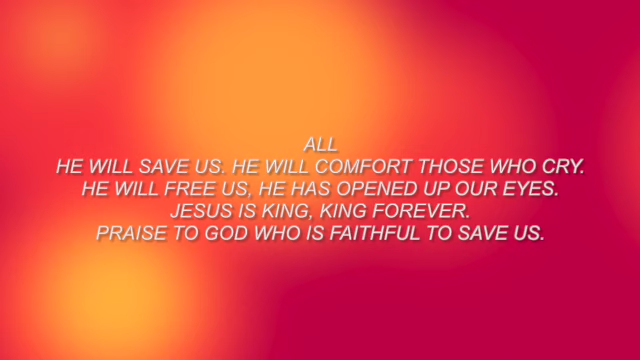 ALL
HE WILL SAVE US. HE WILL COMFORT THOSE WHO CRY.
HE WILL FREE US, HE HAS OPENED UP OUR EYES.
JESUS IS KING, KING FOREVER.
PRAISE TO GOD WHO IS FAITHFUL TO SAVE US.